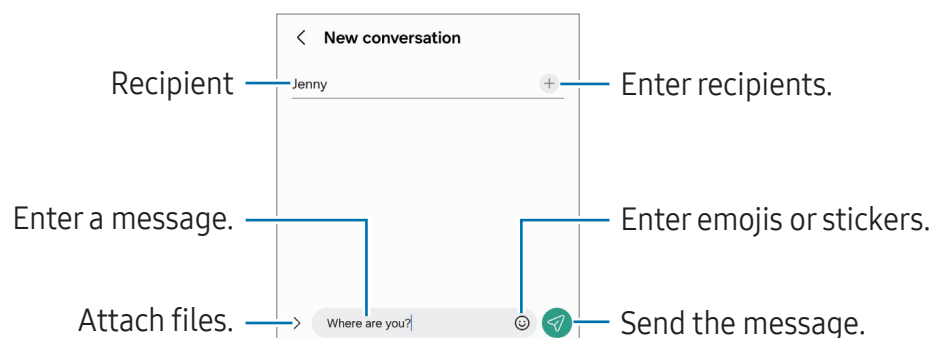 New conversation
Recipient
Jenny
Enter recipients.
Enter a message.
Enter emojis or stickers.
Attach files.
Where are you?
Send the message.